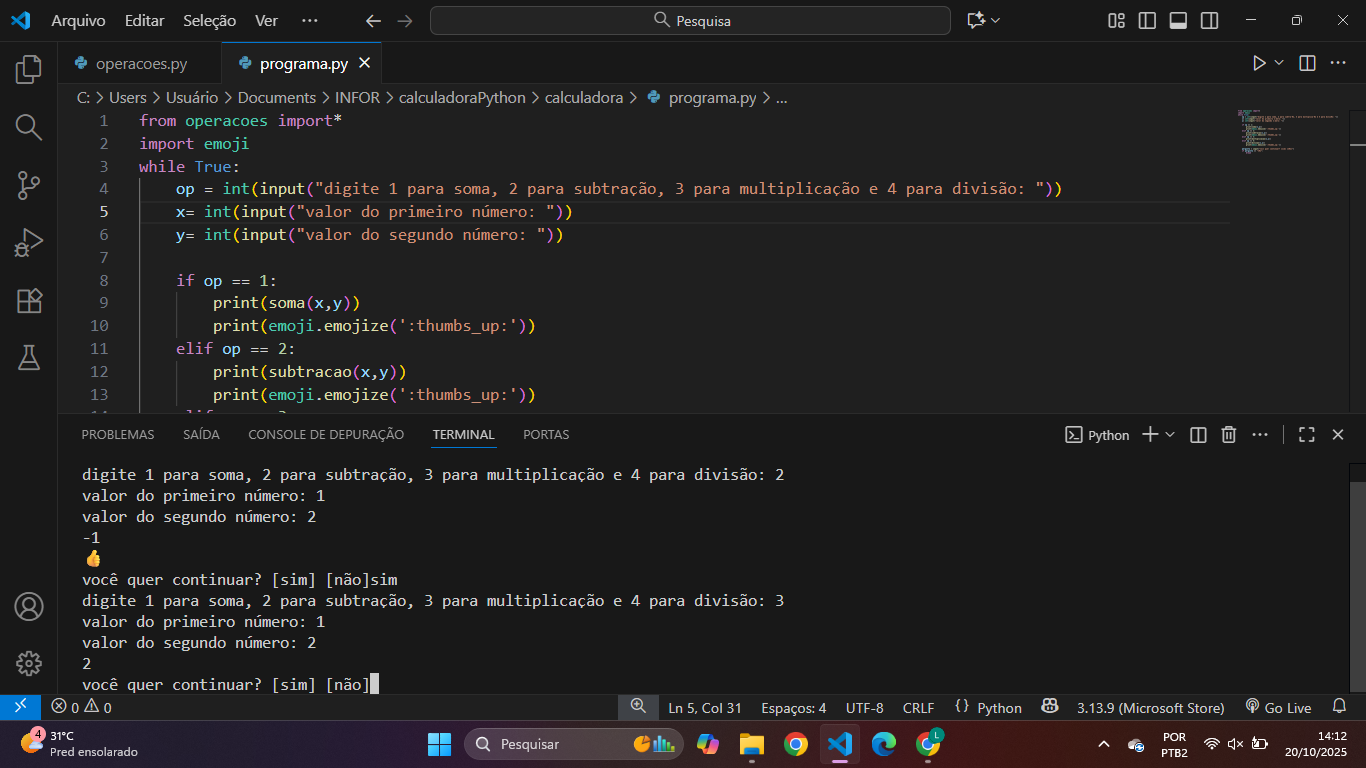 Arquivo Editar Seleção Ver ··· Pesquisa
operacoes.py programa.py
C: > Users > Usuário > Documents > INFOR > calculadoraPython > calculadora > programa.py > ...
1 from operacoes import*
2 import emoji
3 while True:
4 op = int(input("digite 1 para soma, 2 para subtração, 3 para multiplicação e 4 para divisão: "))
5 x= int(input("valor do primeiro número: "))
6 y= int(input("valor do segundo número: "))
7
8 if op == 1:
9 print(soma(x,y))
10 print(emoji.emojize(':thumbs_up:'))
11 elif op == 2:
12 print(subtracao(x,y))
13 print(emoji.emojize(':thumbs_up:'))
PROBLEMAS SAÍDA CONSOLE DE DEPURAÇÃO TERMINAL PORTAS Python
digite 1 para soma, 2 para subtração, 3 para multiplicação e 4 para divisão: 2
valor do primeiro número: 1
valor do segundo número: 2
-1
👍
você quer continuar? [sim] [não]sim
digite 1 para soma, 2 para subtração, 3 para multiplicação e 4 para divisão: 3
valor do primeiro número: 1
valor do segundo número: 2
2
você quer continuar? [sim] [não]
0 0 Ln 5, Col 31 Espaços: 4 UTF-8 CRLF {} Python 3.13.9 (Microsoft Store) Go Live
4 31°C
Pred ensolarado
Pesquisar
L
POR
PTB2
14:12
20/10/2025